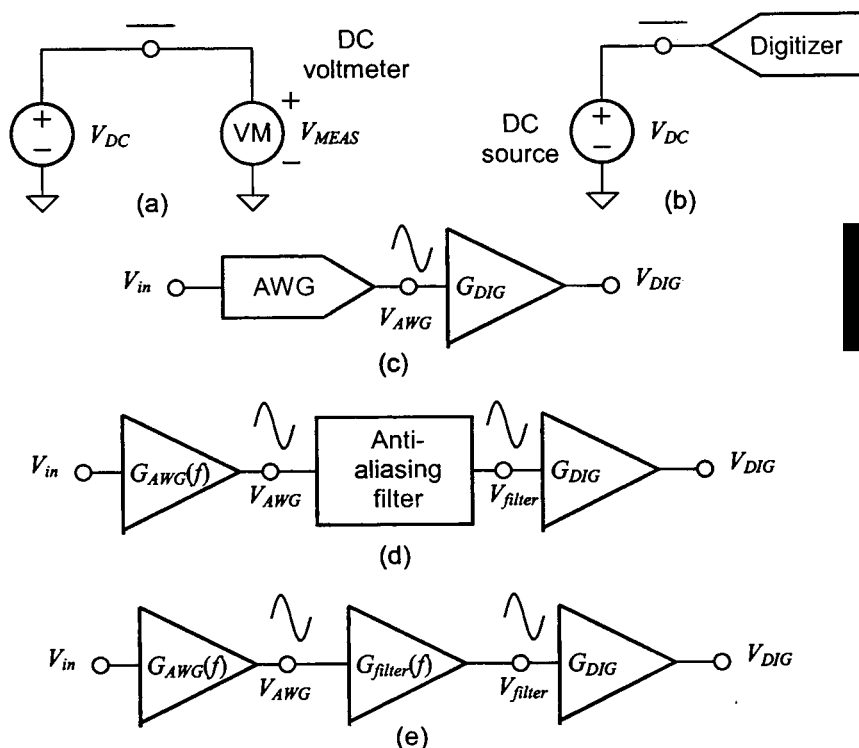 DC
voltmeter
+
−
V_DC
VM
+
−
V_MEAS
(a)
Digitizer
DC
source
+
−
V_DC
(b)
V_in
AWG
V_AWG
G_DIG
V_DIG
(c)
V_in
G_AWG(f)
V_AWG
Anti-
aliasing
filter
V_filter
G_DIG
V_DIG
(d)
V_in
G_AWG(f)
V_AWG
G_filter(f)
V_filter
G_DIG
V_DIG
(e)